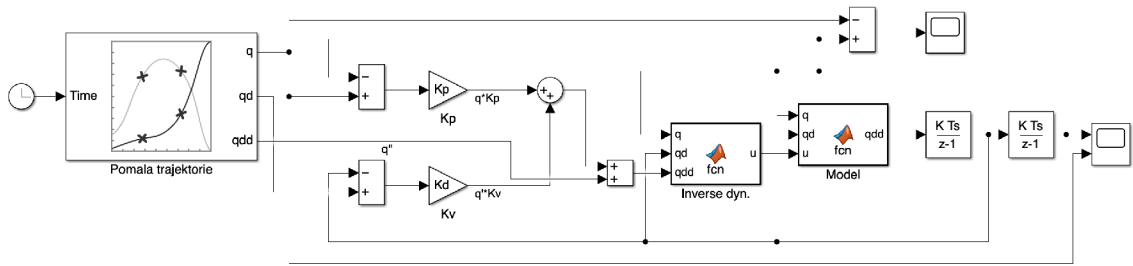 Time
q
qd
qdd
Pomala trajektorie
−
+
Kp
q*Kp
Kp
+
+
q"
−
+
Kd
q'*Kv
Kv
+
+
q
qd
qdd
fcn
u
Inverse dyn.
q
qd
u
fcn
qdd
Model
−
+
K Ts
z-1
K Ts
z-1